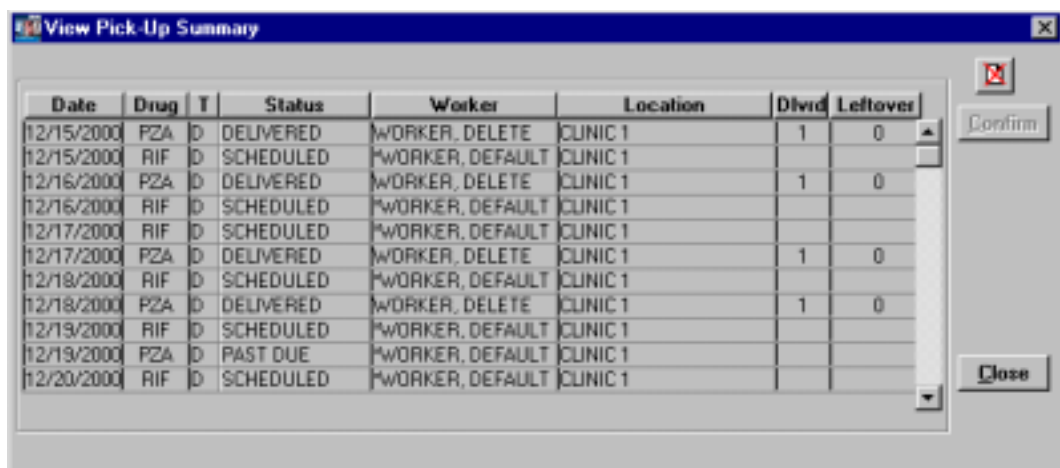 View Pick-Up Summary
Date Drug T Status Worker Location Dlvrd Leftover
12/15/2000 PZA D DELIVERED WORKER, DELETE CLINIC 1 1 0
12/15/2000 RIF D SCHEDULED *WORKER, DEFAULT CLINIC 1
12/16/2000 PZA D DELIVERED WORKER, DELETE CLINIC 1 1 0
12/16/2000 RIF D SCHEDULED *WORKER, DEFAULT CLINIC 1
12/17/2000 RIF D SCHEDULED *WORKER, DEFAULT CLINIC 1
12/17/2000 PZA D DELIVERED WORKER, DELETE CLINIC 1 1 0
12/18/2000 RIF D SCHEDULED *WORKER, DEFAULT CLINIC 1
12/18/2000 PZA D DELIVERED WORKER, DELETE CLINIC 1 1 0
12/19/2000 RIF D SCHEDULED *WORKER, DEFAULT CLINIC 1
12/19/2000 PZA D PAST DUE *WORKER, DEFAULT CLINIC 1
12/20/2000 RIF D SCHEDULED *WORKER, DEFAULT CLINIC 1
Confirm
Close